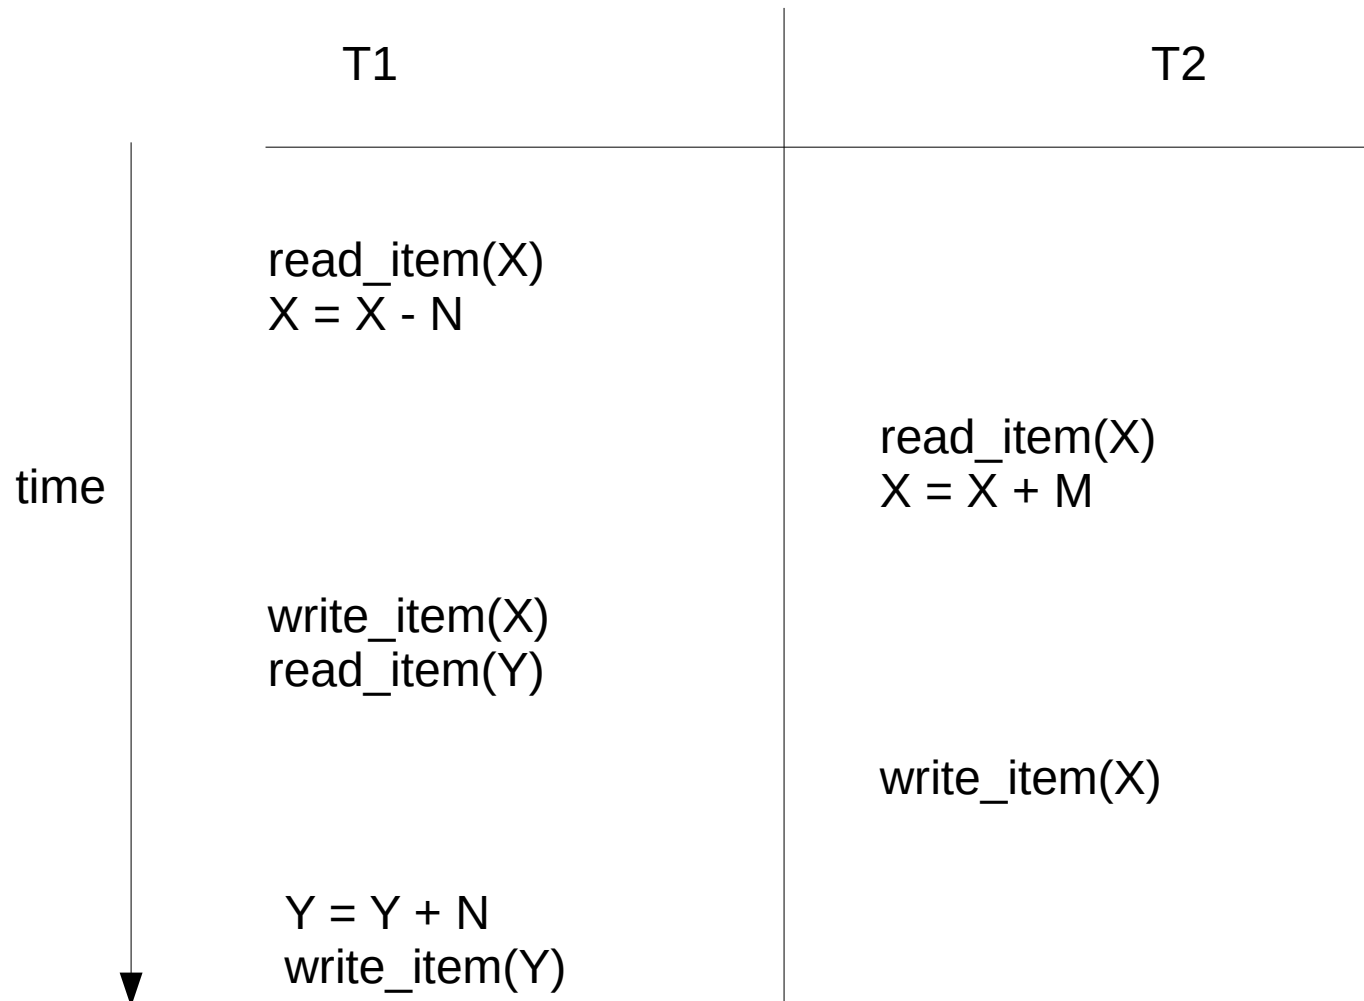 T1
T2
read_item(X)
X = X - N
read_item(X)
X = X + M
time
write_item(X)
read_item(Y)
write_item(X)
Y = Y + N
write_item(Y)